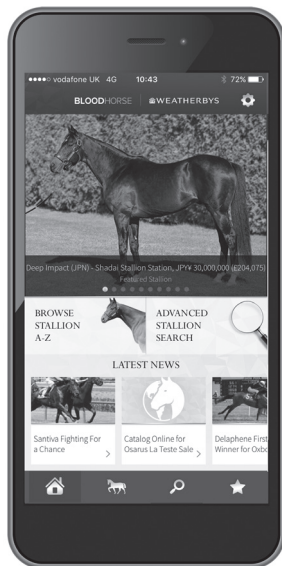 vodafone UK 4G 10:43 72%
BLOODHORSE WEATHERBYS
Deep Impact (JPN) - Shadai Stallion Station, JPY¥ 30,000,000 (£204,075)
Featured Stallion
BROWSE
STALLION
A-Z
ADVANCED
STALLION
SEARCH
LATEST NEWS
Santiva Fighting For
a Chance
Catalog Online for
Osarus La Teste Sale
Delaphene First
Winner for Oxbo